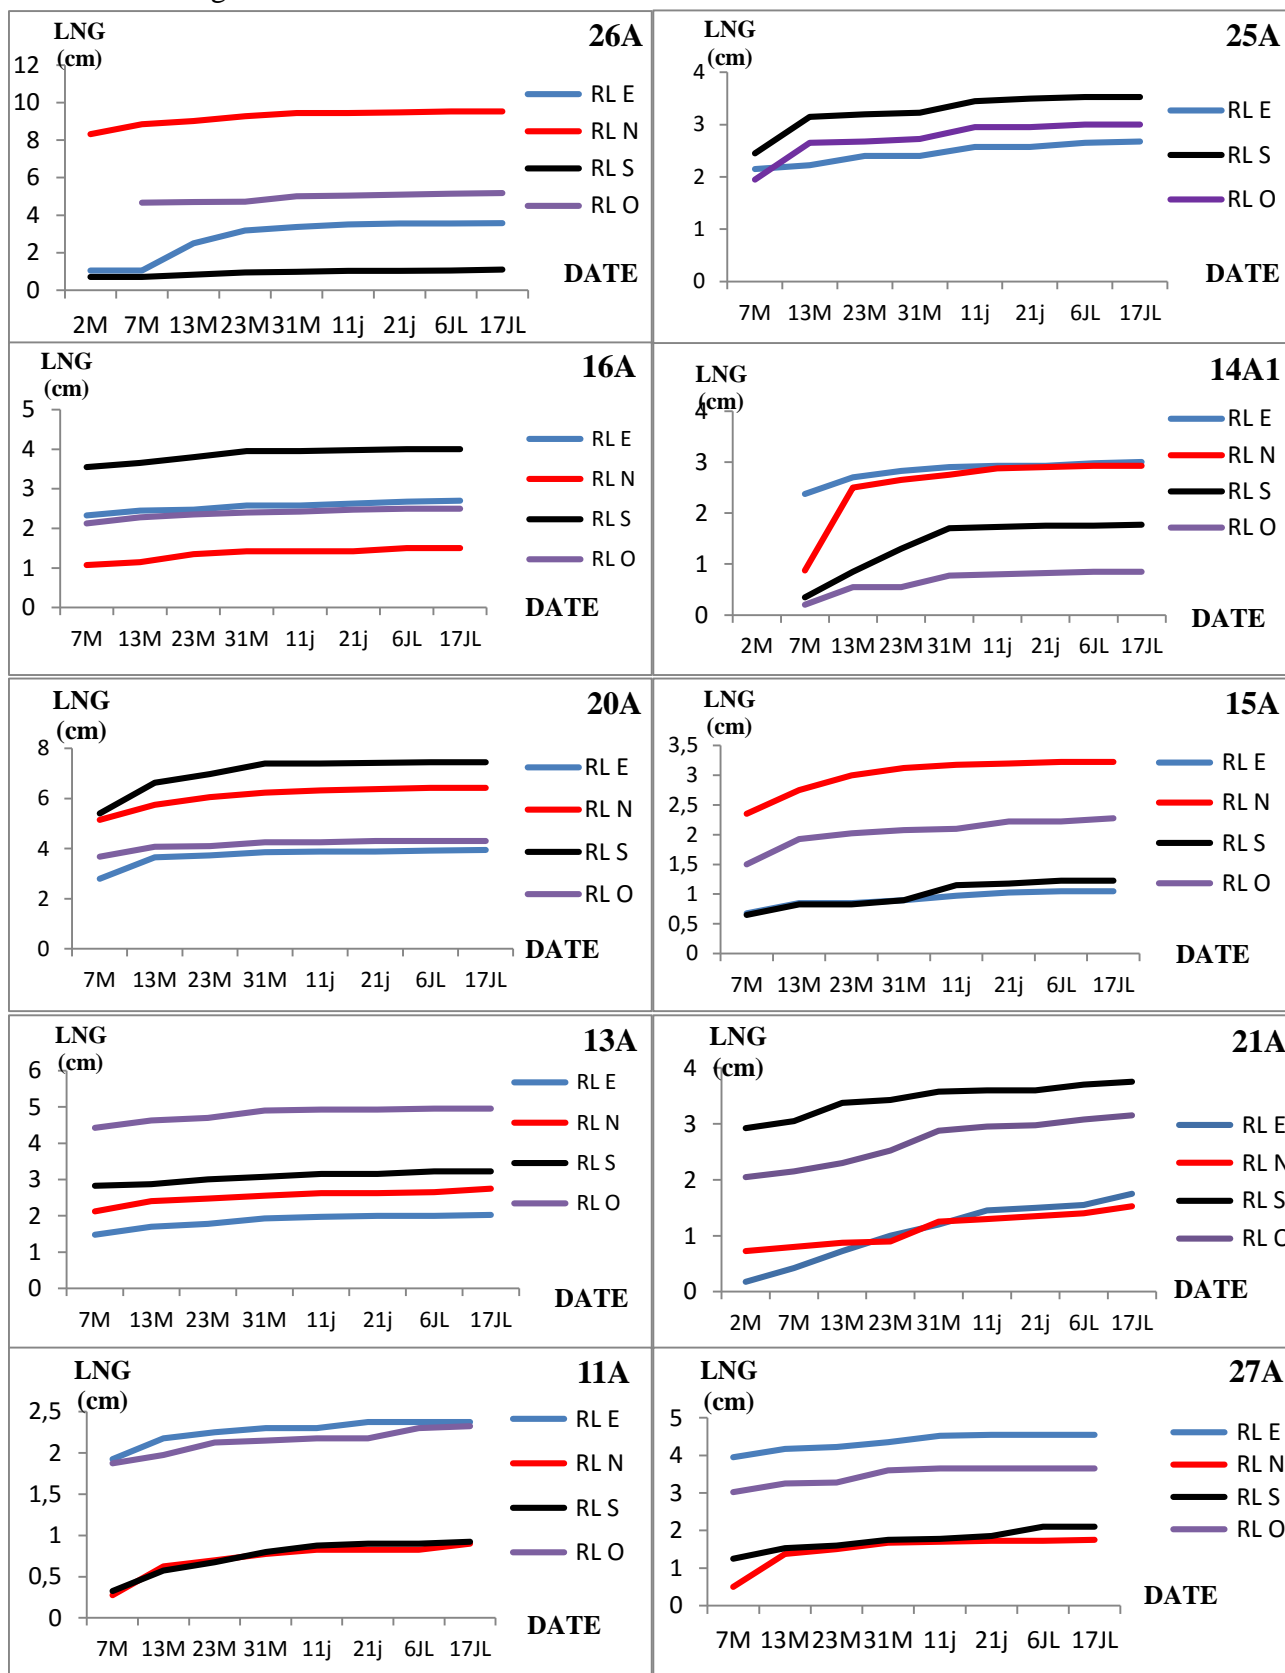 LNG
(cm)
26A
12
10
8
6
4
2
0
2M 7M 13M 23M 31M 11j 21j 6JL 17JL
DATE
RL E
RL N
RL S
RL O
LNG
(cm)
25A
4
3
2
1
0
7M 13M 23M 31M 11j 21j 6JL 17JL
DATE
RL E
RL S
RL O
LNG
(cm)
16A
5
4
3
2
1
0
7M 13M 23M 31M 11j 21j 6JL 17JL
DATE
RL E
RL N
RL S
RL O
LNG
(cm)
14A1
4
3
2
1
0
2M 7M 13M 23M 31M 11j 21j 6JL 17JL
DATE
RL E
RL N
RL S
RL O
LNG
(cm)
20A
8
6
4
2
0
7M 13M 23M 31M 11j 21j 6JL 17JL
DATE
RL E
RL N
RL S
RL O
LNG
(cm)
15A
3,5
3
2,5
2
1,5
1
0,5
0
7M 13M 23M 31M 11j 21j 6JL 17JL
DATE
RL E
RL N
RL S
RL O
LNG
(cm)
13A
6
5
4
3
2
1
0
7M 13M 23M 31M 11j 21j 6JL 17JL
DATE
RL E
RL N
RL S
RL O
LNG
(cm)
21A
4
3
2
1
0
2M 7M 13M 23M 31M 11j 21j 6JL 17JL
DATE
RL E
RL N
RL S
RL O
LNG
(cm)
11A
2,5
2
1,5
1
0,5
0
7M 13M 23M 31M 11j 21j 6JL 17JL
DATE
RL E
RL N
RL S
RL O
LNG
(cm)
27A
5
4
3
2
1
0
7M 13M 23M 31M 11j 21j 6JL 17JL
DATE
RL E
RL N
RL S
RL O